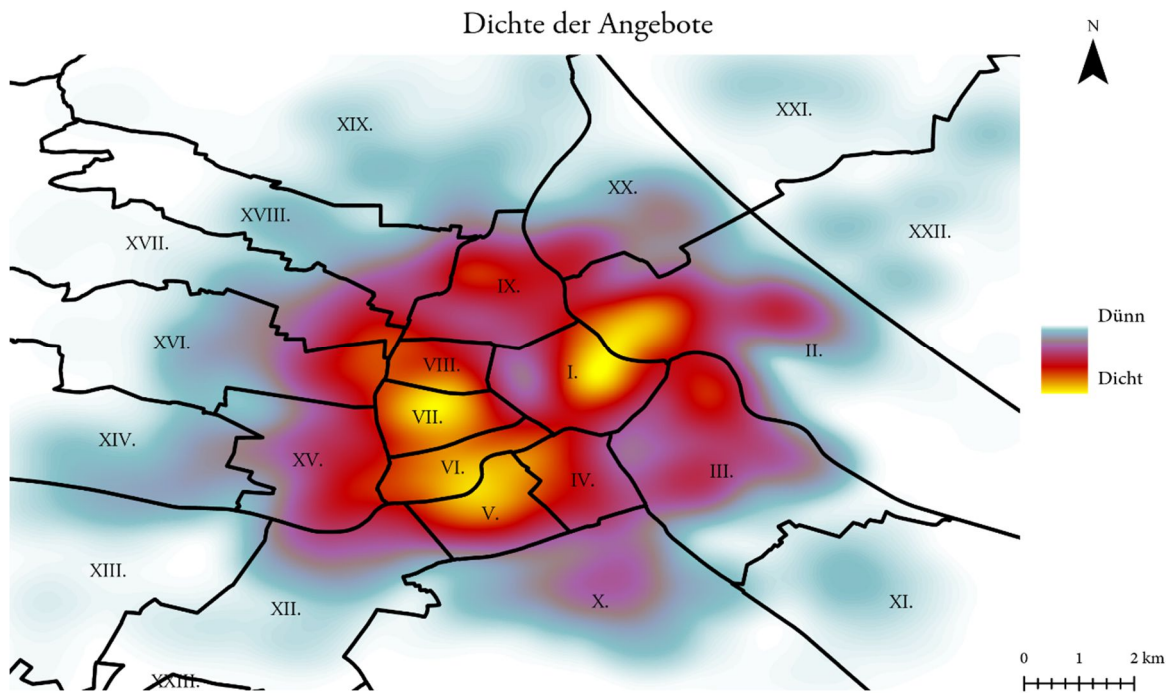 Dichte der Angebote
N
XXI.
XIX.
XX.
XVIII.
XXII.
XVII.
IX.
Dünn
XVI.
II.
VIII.
I.
Dicht
VII.
XIV.
XV.
VI.
IV.
III.
V.
XIII.
X.
XI.
XII.
XXIII.
0 1 2 km